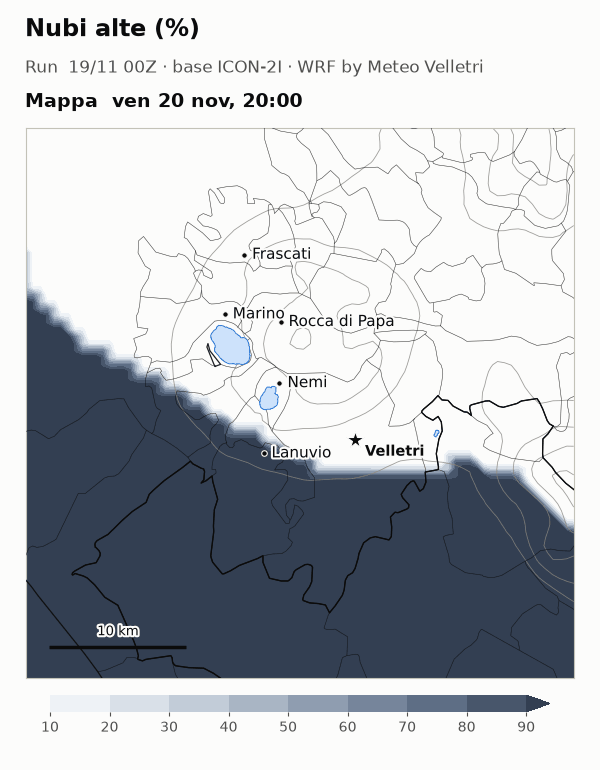 Nubi alte (%)
Run  19/11 00Z · base ICON-2I · WRF by Meteo Velletri
Mappa  ven 20 nov, 20:00
Frascati
Marino
Rocca di Papa
Nemi
Velletri
Lanuvio
10 km
10 20 30 40 50 60 70 80 90